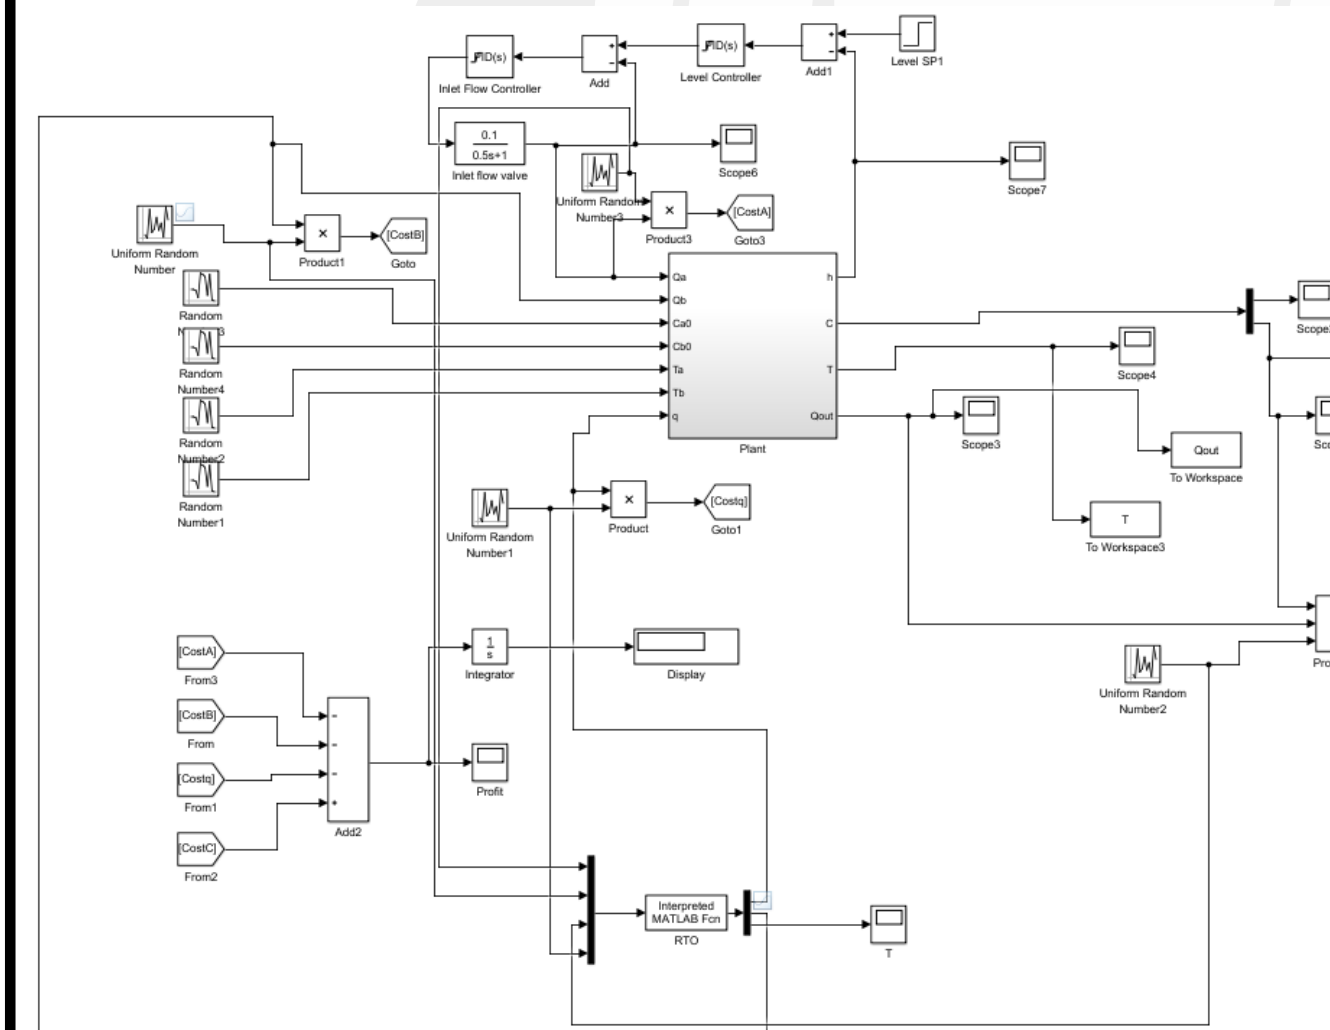 PID(s)
Inlet Flow Controller
+
−
Add
PID(s)
Level Controller
+
−
Add1
Level SP1
0.1
0.5s+1
Inlet flow valve
Scope6
Scope7
Uniform Random
Number3
×
Product3
[CostA]
Goto3
Uniform Random
Number
×
Product1
[CostB]
Goto
Random
Random
Number4
Random
Number2
Random
Number1
Qa
Qb
Ca0
Cb0
Ta
Tb
q
h
C
T
Qout
Plant
Scope4
Scope3
Qout
To Workspace
T
To Workspace3
Uniform Random
Number1
×
Product
[Costq]
Goto1
1
s
Integrator
Display
Uniform Random
Number2
[CostA]
From3
[CostB]
From
[Costq]
From1
[CostC]
From2
−
−
−
+
Add2
Profit
Interpreted
MATLAB Fcn
RTO
T
Pro